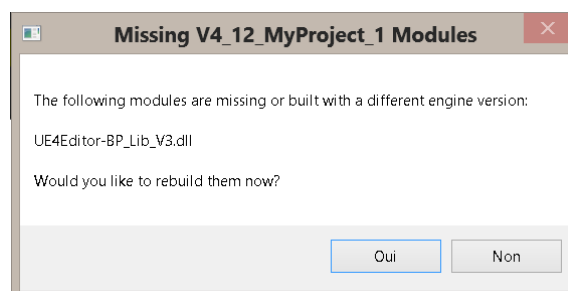 Missing V4_12_MyProject_1 Modules
The following modules are missing or built with a different engine version:
UE4Editor-BP_Lib_V3.dll
Would you like to rebuild them now?
Oui
Non